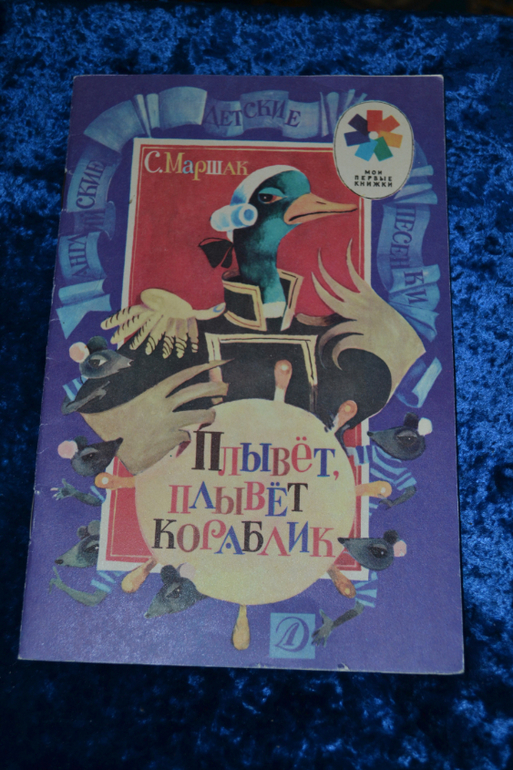 АНГЛИЙСКИЕ
ДЕТСКИЕ
ПЕСЕНКИ
МОИ
ПЕРВЫЕ
КНИЖКИ
С. Маршак
Плывёт,
плывёт
кораблик
Д